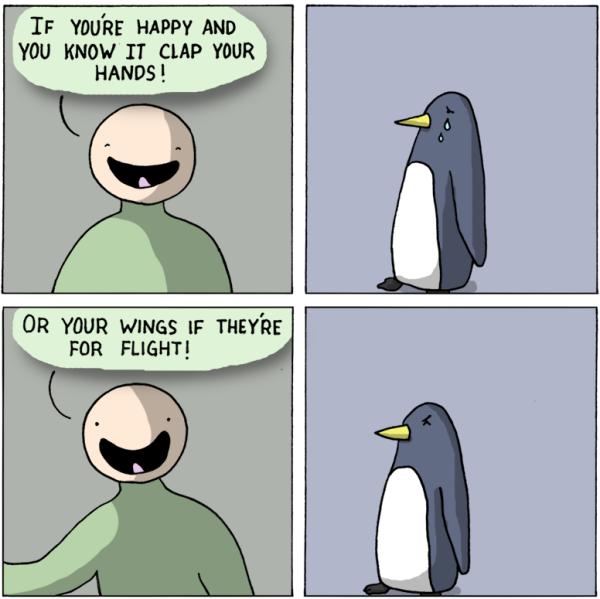 IF YOU'RE HAPPY AND
YOU KNOW IT CLAP YOUR
HANDS!
OR YOUR WINGS IF THEY'RE
FOR FLIGHT!